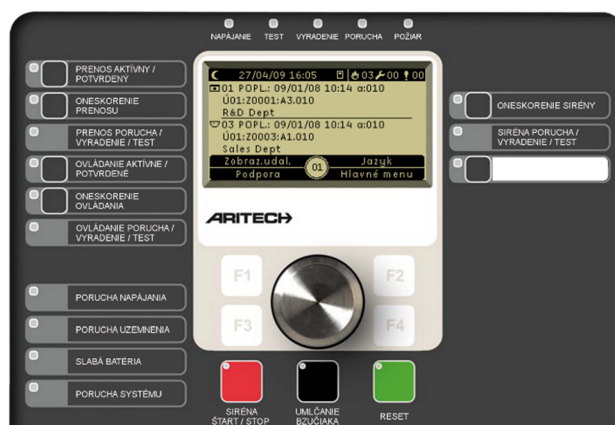 NAPÁJANIE TEST VYRADENIE PORUCHA POŽIAR
PRENOS AKTÍVNY /
POTVRDENÝ
ONESKORENIE
PRENOSU
PRENOS PORUCHA /
VYRADENIE / TEST
OVLÁDANIE AKTÍVNE /
POTVRDENÉ
ONESKORENIE
OVLÁDANIA
OVLÁDANIE PORUCHA /
VYRADENIE / TEST
PORUCHA NAPÁJANIA
PORUCHA UZEMNENIA
SLABÁ BATÉRIA
PORUCHA SYSTÉMU
27/04/09 16:05 03 00 00
01 POPL.: 09/01/08 10:14 a:010
Ú01:Z0001:A3.010
R&D Dept
03 POPL.: 09/01/08 10:14 a:010
Ú01:Z0003:A1.010
Sales Dept
Zobraz.udal. Jazyk
01
Podpora Hlavné menu
ARITECH
F1 F2
F3 F4
SIRÉNA
ŠTART / STOP
UMLČANIE
BZUČIAKA
RESET
ONESKORENIE SIRÉNY
SIRÉNA PORUCHA /
VYRADENIE / TEST